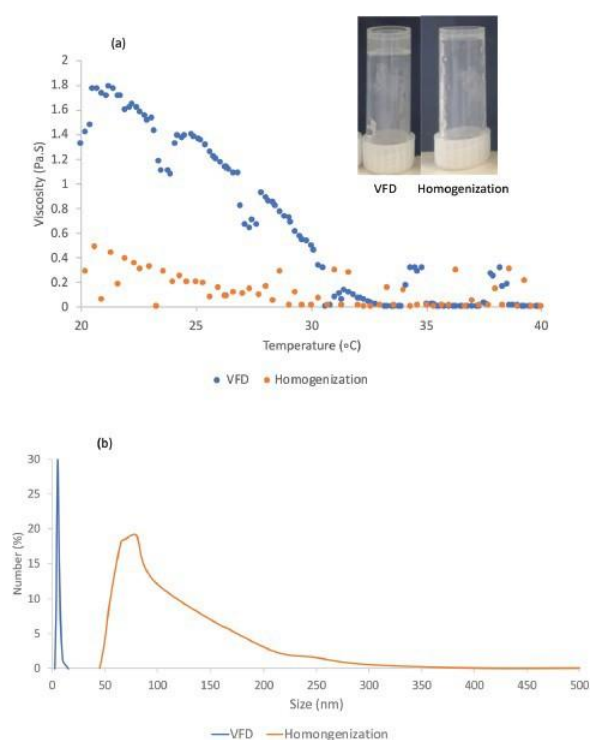 (a)
2
1.8
1.6
1.4
1.2
1
0.8
0.6
0.4
0.2
0
Viscosity (Pa.S)
20 25 30 35 40
Temperature (∘C)
VFD Homogenization
VFD Homogenization
(b)
30
25
20
15
10
5
0
Number (%)
0 50 100 150 200 250 300 350 400 450 500
Size (nm)
VFD Homongenization